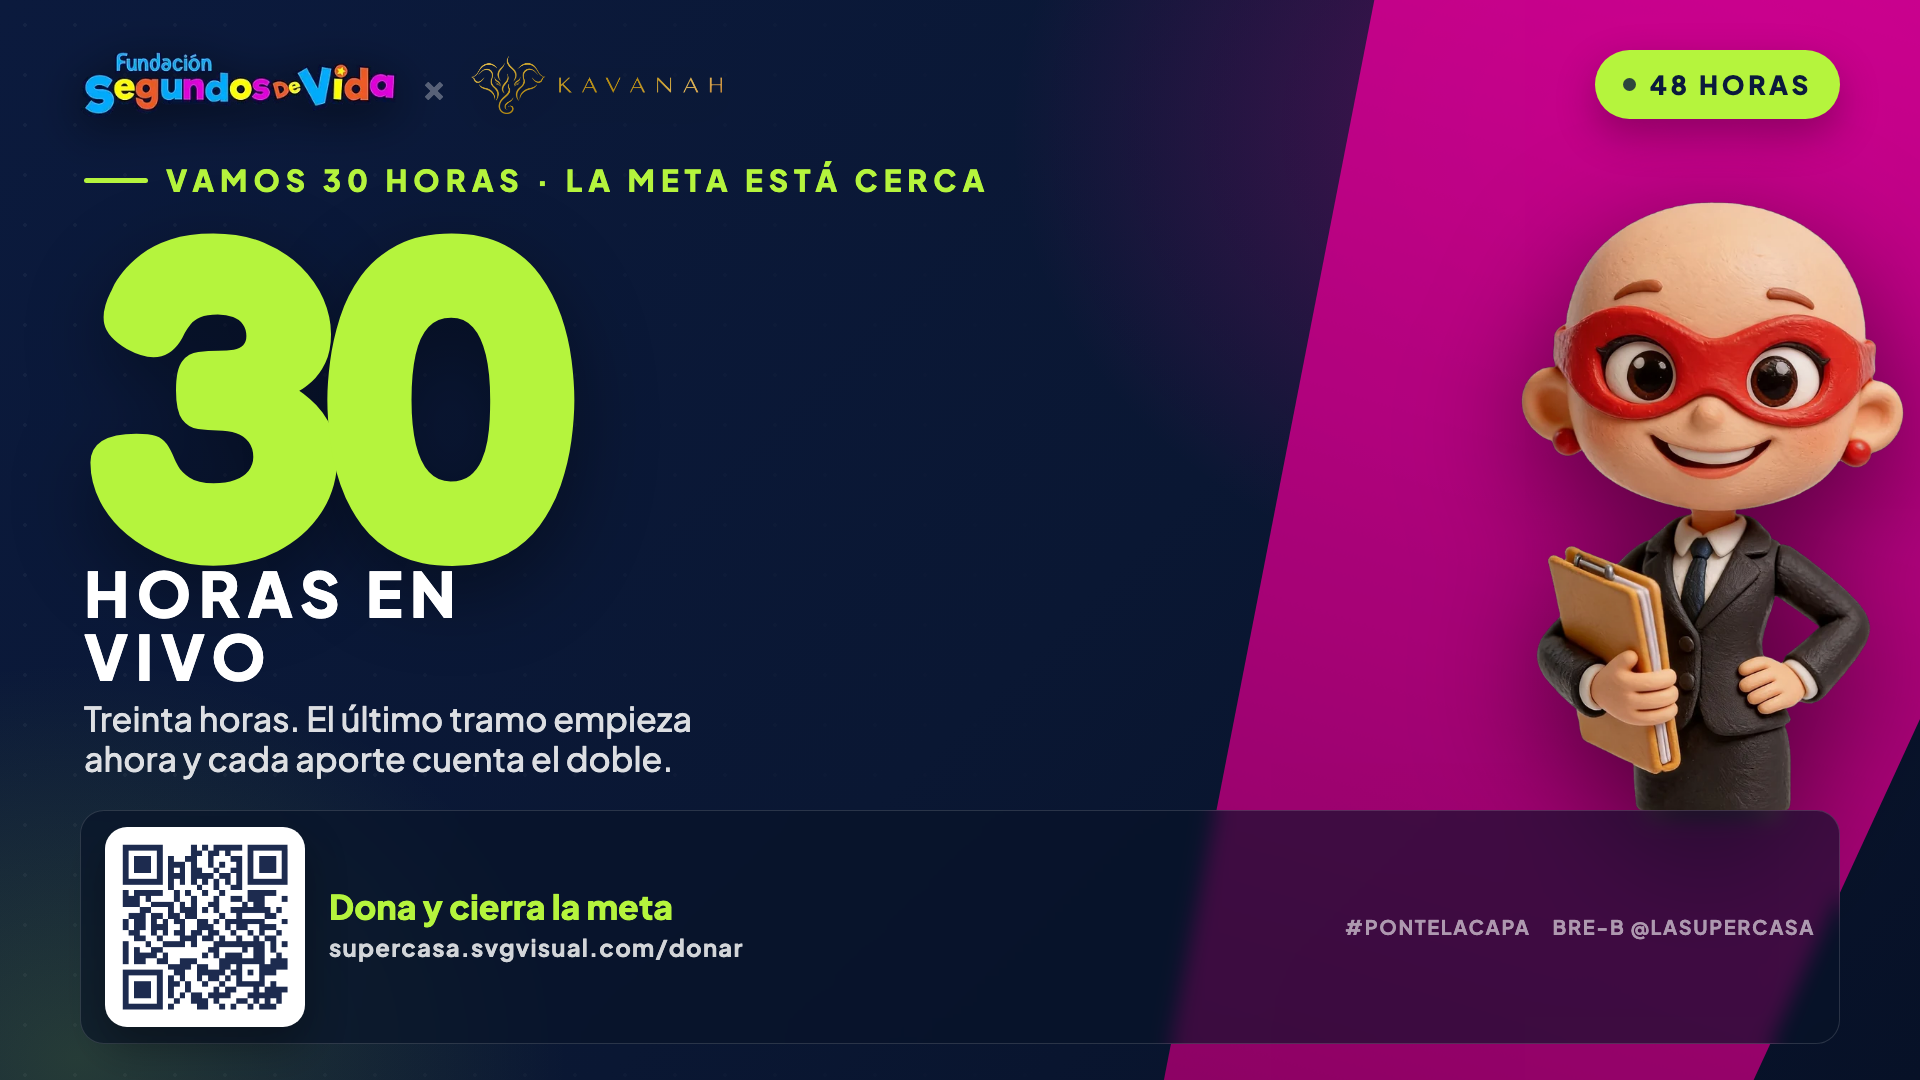 Fundación
Segundos De Vida × KAVANAH
48 HORAS
VAMOS 30 HORAS · LA META ESTÁ CERCA
30
HORAS EN
VIVO
Treinta horas. El último tramo empieza
ahora y cada aporte cuenta el doble.
Dona y cierra la meta
supercasa.svgvisual.com/donar
#PONTELACAPA BRE-B @LASUPERCASA